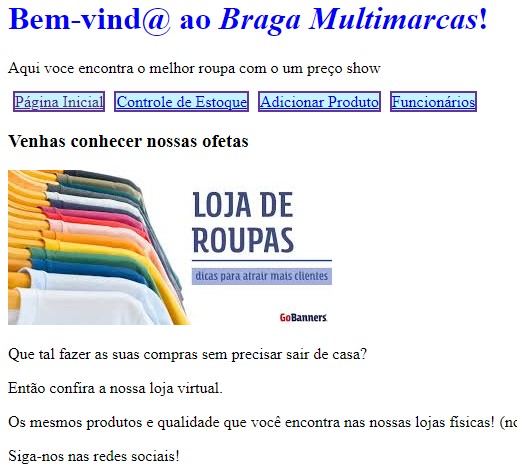 Bem-vind@ ao Braga Multimarcas!
Aqui voce encontra o melhor roupa com o um preço show
Página Inicial Controle de Estoque Adicionar Produto Funcionários
Venhas conhecer nossas ofetas
LOJA DE
ROUPAS
dicas para atrair mais clientes
GoBanners
Que tal fazer as suas compras sem precisar sair de casa?
Então confira a nossa loja virtual.
Os mesmos produtos e qualidade que você encontra nas nossas lojas físicas!
Siga-nos nas redes sociais!